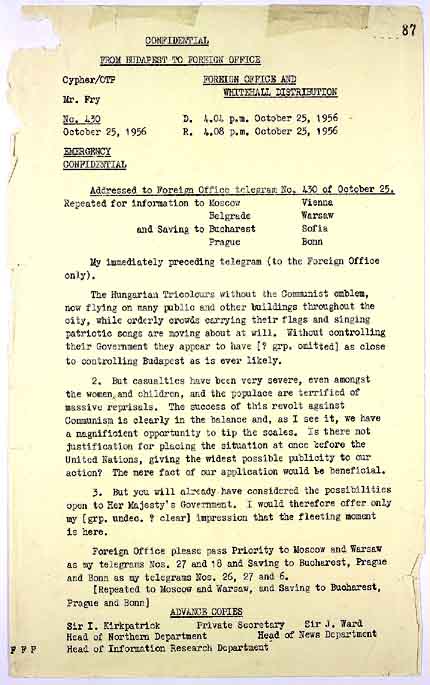 87
CONFIDENTIAL
FROM BUDAPEST TO FOREIGN OFFICE
Cypher/OTP FOREIGN OFFICE AND
WHITEHALL DISTRIBUTION
Mr. Fry
No. 430 D. 4.04 p.m. October 25, 1956
October 25, 1956 R. 4.08 p.m. October 25, 1956
EMERGENCY
CONFIDENTIAL
Addressed to Foreign Office telegram No. 430 of October 25.
Repeated for information to Moscow Vienna
Belgrade Warsaw
and Saving to Bucharest Sofia
Prague Bonn
My immediately preceding telegram (to the Foreign Office
only).
The Hungarian Tricolours without the Communist emblem,
now flying on many public and other buildings throughout the
city, while orderly crowds carrying their flags and singing
patriotic songs are moving about at will. Without controlling
their Government they appear to have [? grp. omitted] as close
to controlling Budapest as is ever likely.
2. But casualties have been very severe, even amongst
the women and children, and the populace are terrified of
massive reprisals. The success of this revolt against
Communism is clearly in the balance and, as I see it, we have
a magnificient opportunity to tip the scales. Is there not
justification for placing the situation at once before the
United Nations, giving the widest possible publicity to our
action? The mere fact of our application would be beneficial.
3. But you will already have considered the possibilities
open to Her Majesty's Government. I would therefore offer only
my [grp. undec. ? clear] impression that the fleeting moment
is here.
Foreign Office please pass Priority to Moscow and Warsaw
as my telegrams Nos. 27 and 18 and Saving to Bucharest, Prague
and Bonn as my telegrams Nos. 26, 27 and 6.
[Repeated to Moscow and Warsaw, and Saving to Bucharest,
Prague and Bonn]
ADVANCE COPIES
Sir I. Kirkpatrick Private Secretary Sir J. Ward
Head of Northern Department Head of News Department
F F F Head of Information Research Department